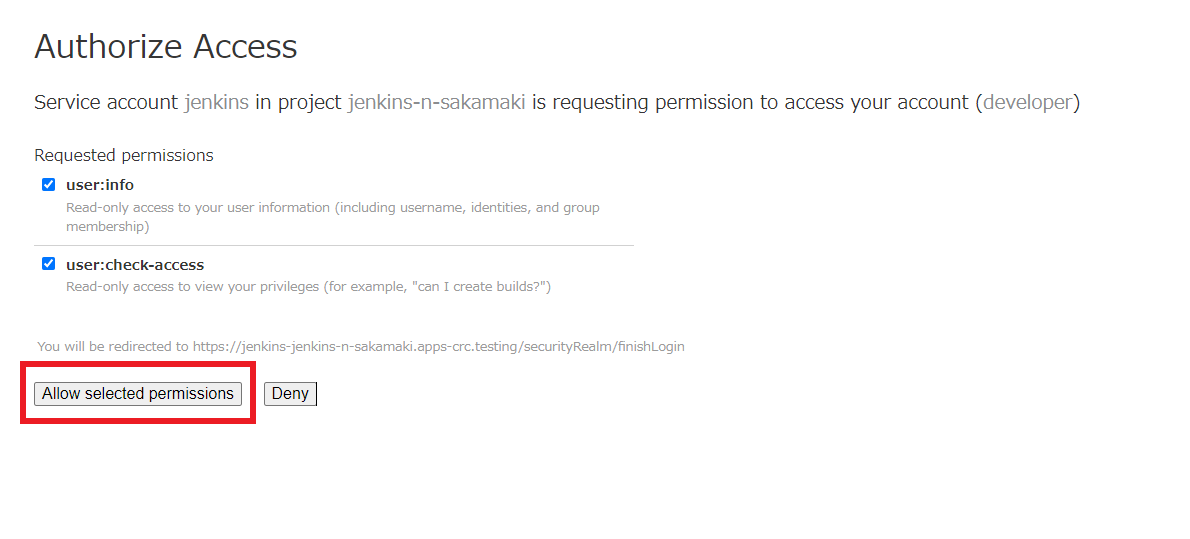 Authorize Access
Service account jenkins in project jenkins-n-sakamaki is requesting permission to access your account (developer)
Requested permissions
user:info
Read-only access to your user information (including username, identities, and group
membership)
user:check-access
Read-only access to view your privileges (for example, "can I create builds?")
You will be redirected to https://jenkins-jenkins-n-sakamaki.apps-crc.testing/securityRealm/finishLogin
Allow selected permissions Deny